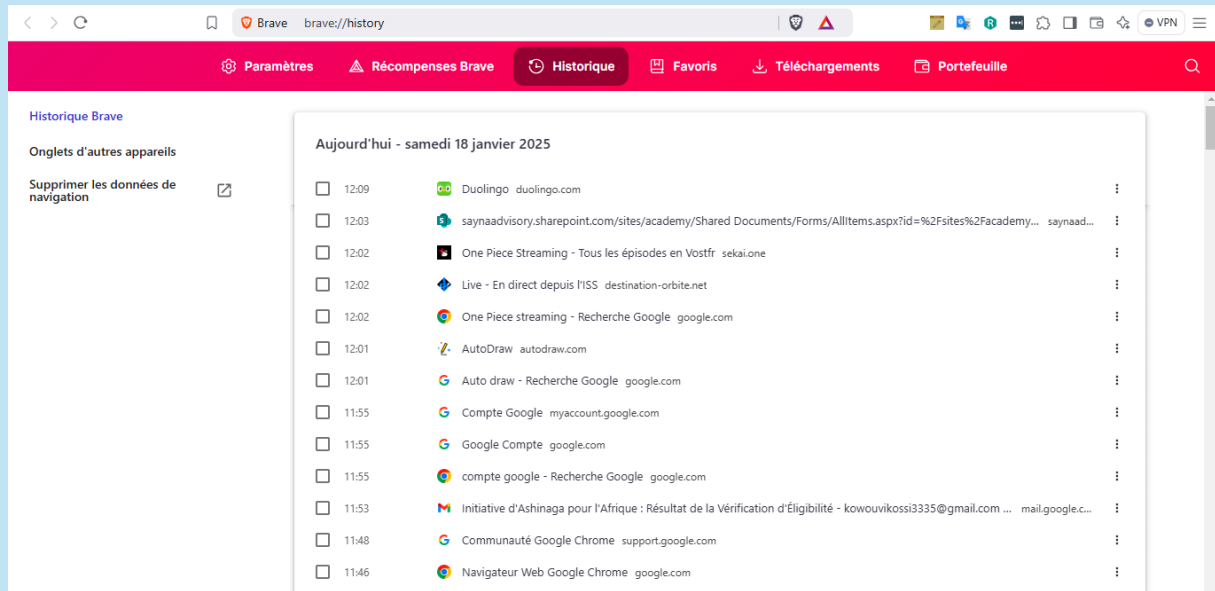 Brave brave://history VPN
Paramètres Récompenses Brave Historique Favoris Téléchargements Portefeuille
Historique Brave
Onglets d'autres appareils
Supprimer les données de
navigation
Aujourd'hui - samedi 18 janvier 2025
12:09 Duolingo duolingo.com
12:03 saynaadvisory.sharepoint.com/sites/academy/Shared Documents/Forms/AllItems.aspx?id=%2Fsites%2Facademy... saynaad...
12:02 One Piece Streaming - Tous les épisodes en Vostfr sekai.one
12:02 Live - En direct depuis l'ISS destination-orbite.net
12:02 One Piece streaming - Recherche Google google.com
12:01 AutoDraw autodraw.com
12:01 Auto draw - Recherche Google google.com
11:55 Compte Google myaccount.google.com
11:55 Google Compte google.com
11:55 compte google - Recherche Google google.com
11:53 Initiative d'Ashinaga pour l'Afrique : Résultat de la Vérification d'Éligibilité - kowouvikossi3335@gmail.com ... mail.google.c...
11:48 Communauté Google Chrome support.google.com
11:46 Navigateur Web Google Chrome google.com